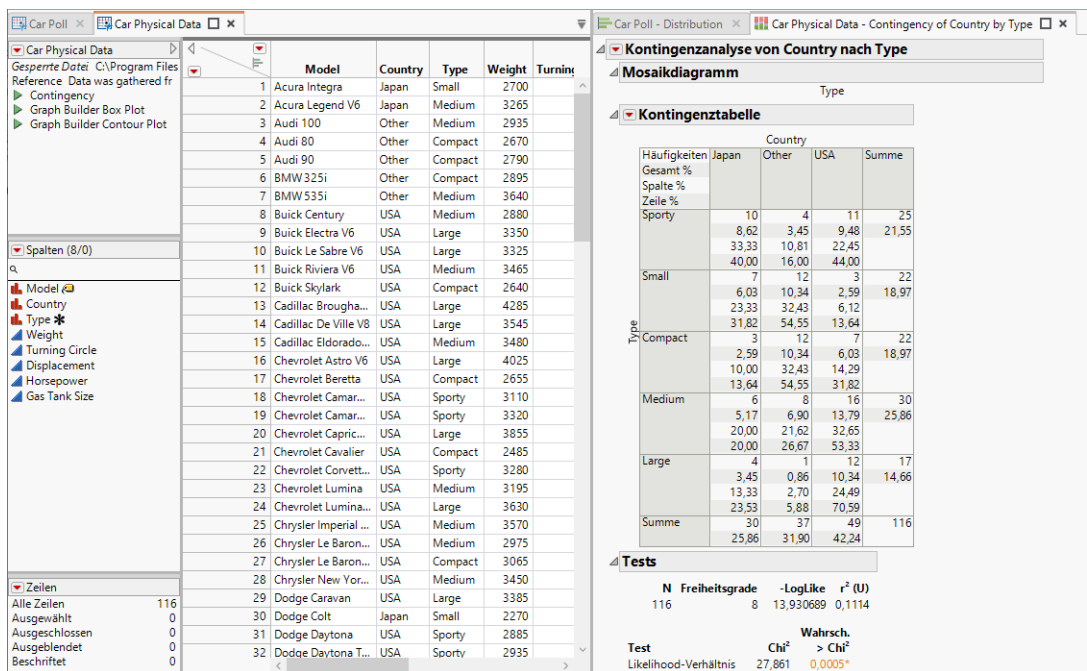 Car Poll
Car Physical Data
Car Physical Data
Gesperrte Datei C:\Program Files
Reference Data was gathered fr
Contingency
Graph Builder Box Plot
Graph Builder Contour Plot
Spalten (8/0)
Model
Country
Type
Weight
Turning Circle
Displacement
Horsepower
Gas Tank Size
Zeilen
Alle Zeilen 116
Ausgewählt 0
Ausgeschlossen 0
Ausgeblendet 0
Beschriftet 0
Model Country Type Weight Turning
1 Acura Integra Japan Small 2700
2 Acura Legend V6 Japan Medium 3265
3 Audi 100 Other Medium 2935
4 Audi 80 Other Compact 2670
5 Audi 90 Other Compact 2790
6 BMW 325i Other Compact 2895
7 BMW 535i Other Medium 3640
8 Buick Century USA Medium 2880
9 Buick Electra V6 USA Large 3350
10 Buick Le Sabre V6 USA Large 3325
11 Buick Riviera V6 USA Medium 3465
12 Buick Skylark USA Compact 2640
13 Cadillac Brougha... USA Large 4285
14 Cadillac De Ville V8 USA Large 3545
15 Cadillac Eldorado... USA Medium 3480
16 Chevrolet Astro V6 USA Large 4025
17 Chevrolet Beretta USA Compact 2655
18 Chevrolet Camar... USA Sporty 3110
19 Chevrolet Camar... USA Sporty 3320
20 Chevrolet Capric... USA Large 3855
21 Chevrolet Cavalier USA Compact 2485
22 Chevrolet Corvett... USA Sporty 3280
23 Chevrolet Lumina USA Medium 3195
24 Chevrolet Lumina... USA Large 3630
25 Chrysler Imperial ... USA Medium 3570
26 Chrysler Le Baron... USA Medium 2975
27 Chrysler Le Baron... USA Compact 3065
28 Chrysler New Yor... USA Medium 3450
29 Dodge Caravan USA Large 3385
30 Dodge Colt Japan Small 2270
31 Dodge Daytona USA Sporty 2885
32 Dodge Daytona T... USA Sporty 2935
Car Poll - Distribution
Car Physical Data - Contingency of Country by Type
Kontingenzanalyse von Country nach Type
Mosaikdiagramm
Type
Kontingenztabelle
Country
Häufigkeiten Japan Other USA Summe
Gesamt %
Spalte %
Zeile %
Type
Sporty 10 4 11 25
8,62 3,45 9,48 21,55
33,33 10,81 22,45
40,00 16,00 44,00
Small 7 12 3 22
6,03 10,34 2,59 18,97
23,33 32,43 6,12
31,82 54,55 13,64
Compact 3 12 7 22
2,59 10,34 6,03 18,97
10,00 32,43 14,29
13,64 54,55 31,82
Medium 6 8 16 30
5,17 6,90 13,79 25,86
20,00 21,62 32,65
20,00 26,67 53,33
Large 4 1 12 17
3,45 0,86 10,34 14,66
13,33 2,70 24,49
23,53 5,88 70,59
Summe 30 37 49 116
25,86 31,90 42,24
Tests
N Freiheitsgrade -LogLike r² (U)
116 8 13,930689 0,1114
Wahrsch.
Test Chi² > Chi²
Likelihood-Verhältnis 27,861 0,0005*